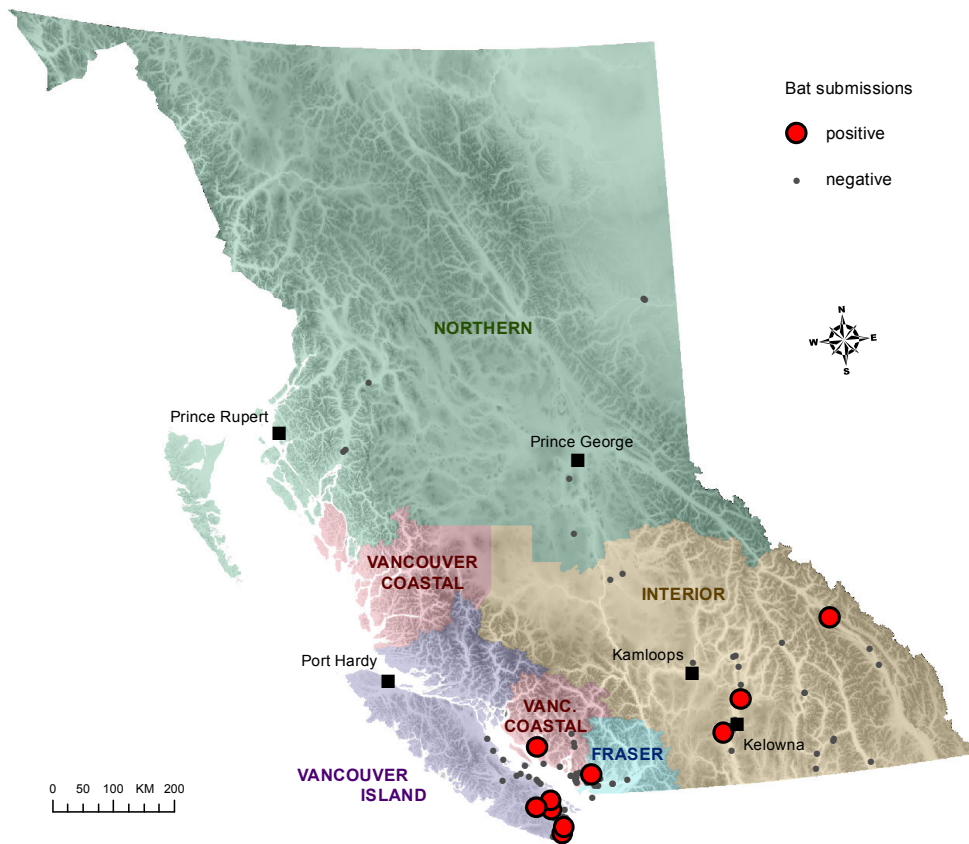 Bat submissions
positive
negative
N
W E
S
NORTHERN
Prince Rupert
Prince George
VANCOUVER
COASTAL
INTERIOR
Port Hardy
Kamloops
VANC.
COASTAL
FRASER
Kelowna
VANCOUVER
ISLAND
0 50 100 KM 200